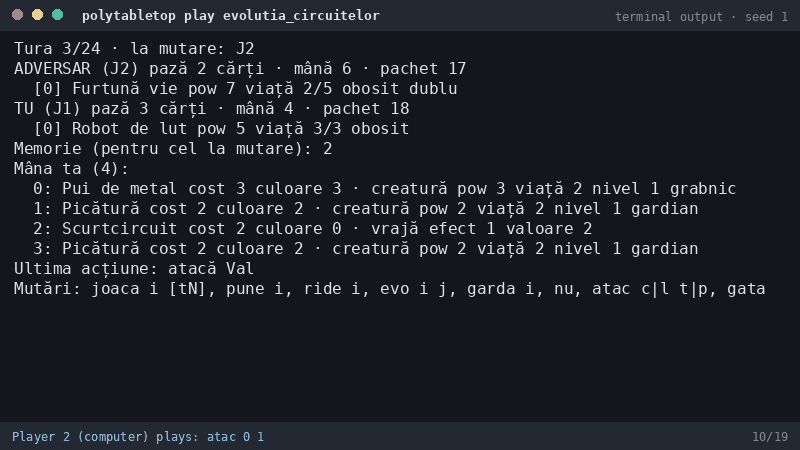 polytabletop play evolutia_circuitelor
terminal output · seed 1
Tura 3/24 · la mutare: J2
ADVERSAR (J2) pază 2 cărți · mână 6 · pachet 17
[0] Furtună vie pow 7 viață 2/5 obosit dublu
TU (J1) pază 3 cărți · mână 4 · pachet 18
[0] Robot de lut pow 5 viață 3/3 obosit
Memorie (pentru cel la mutare): 2
Mâna ta (4):
0: Pui de metal cost 3 culoare 3 · creatură pow 3 viață 2 nivel 1 grabnic
1: Picătură cost 2 culoare 2 · creatură pow 2 viață 2 nivel 1 gardian
2: Scurtcircuit cost 2 culoare 0 · vrajă efect 1 valoare 2
3: Picătură cost 2 culoare 2 · creatură pow 2 viață 2 nivel 1 gardian
Ultima acțiune: atacă Val
Mutări: joaca i [tN], pune i, ride i, evo i j, garda i, nu, atac c|l t|p, gata
Player 2 (computer) plays: atac 0 1
10/19